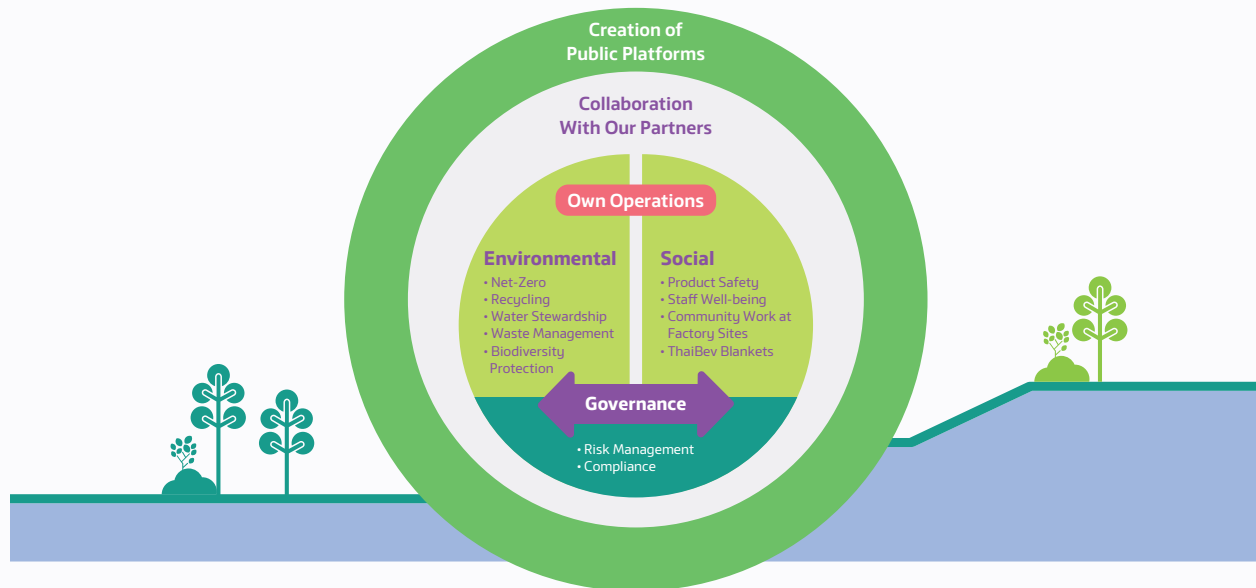 Creation of
Public Platforms
Collaboration
With Our Partners
Own Operations
Environmental
• Net-Zero
• Recycling
• Water Stewardship
• Waste Management
• Biodiversity
Protection
Social
• Product Safety
• Staff Well-being
• Community Work at
Factory Sites
• ThaiBev Blankets
Governance
• Risk Management
• Compliance